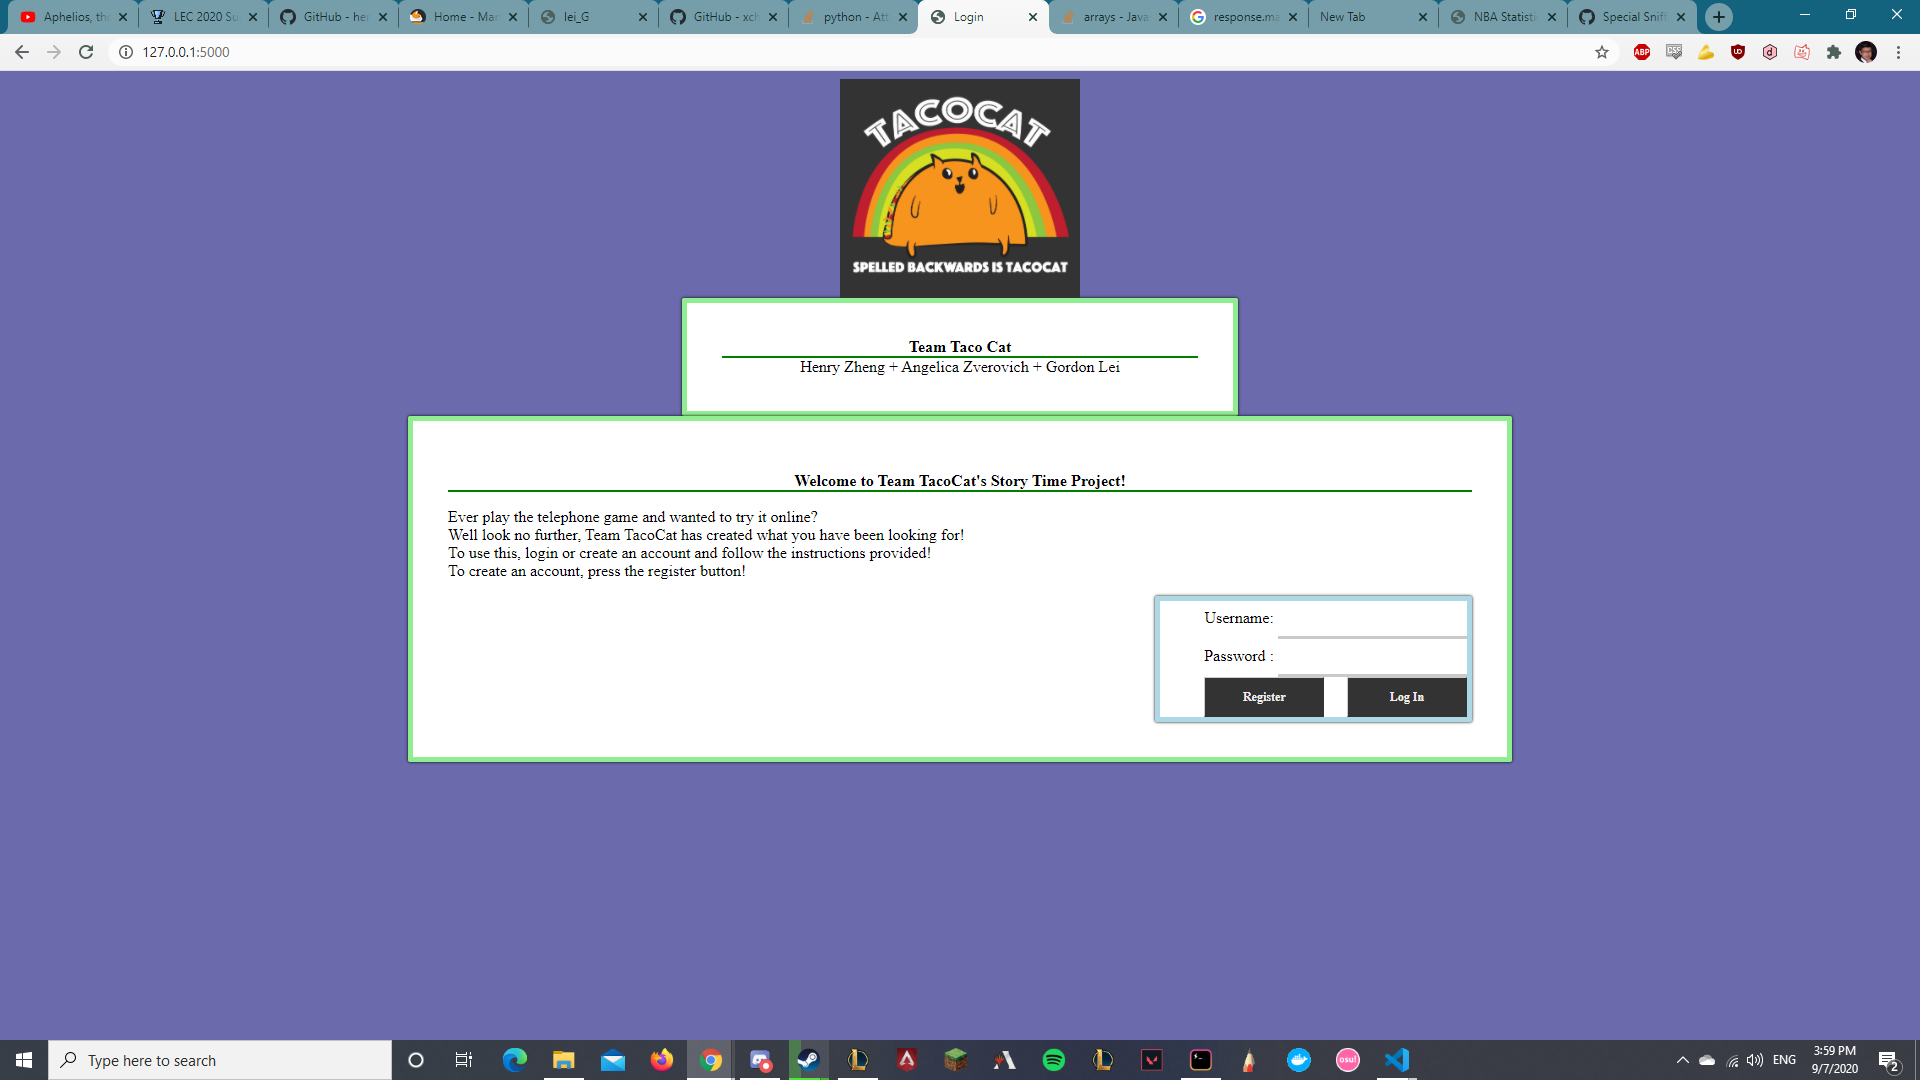 Aphelios, th
LEC 2020 Su
GitHub - he
Home - Mar
lei_G
GitHub - xch
python - Att
Login
arrays - Java
response.ma
New Tab
NBA Statisti
Special Sniff
127.0.0.1:5000
ABP
CSS
TACOCAT
SPELLED BACKWARDS IS TACOCAT
Team Taco Cat
Henry Zheng + Angelica Zverovich + Gordon Lei
Welcome to Team TacoCat's Story Time Project!
Ever play the telephone game and wanted to try it online?
Well look no further, Team TacoCat has created what you have been looking for!
To use this, login or create an account and follow the instructions provided!
To create an account, press the register button!
Username:
Password :
Register
Log In
Type here to search
osu!
ENG
3:59 PM
9/7/2020
2